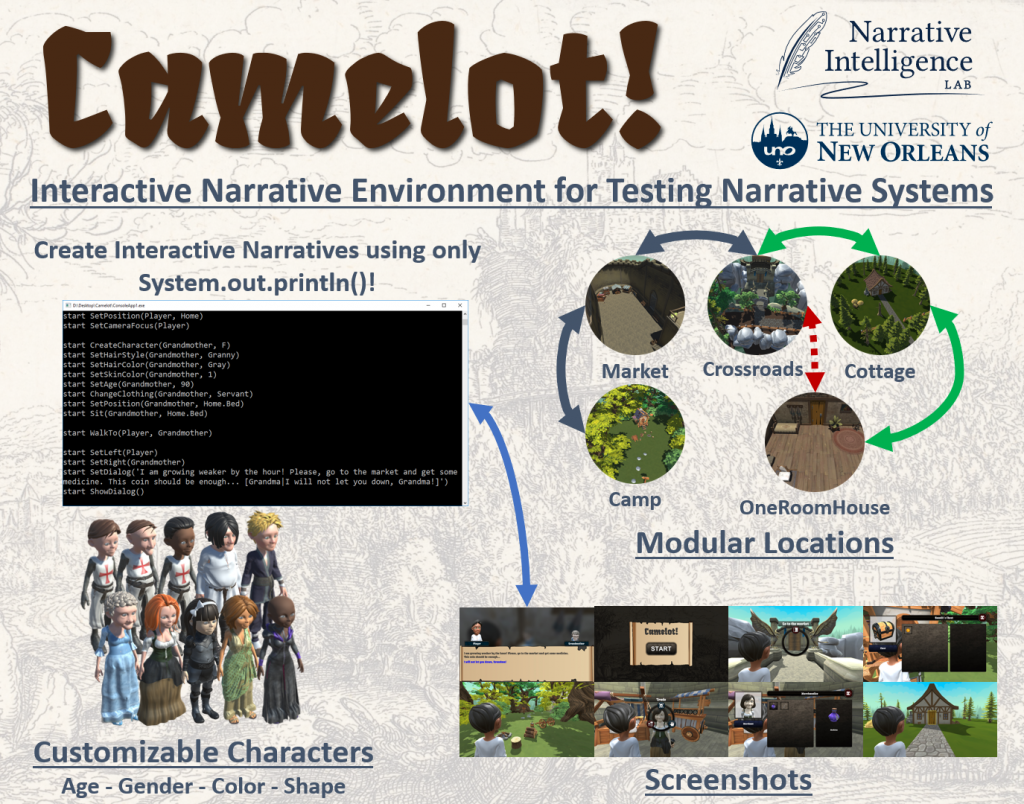 Camelot!
Narrative
Intelligence
LAB
uno
THE UNIVERSITY of
NEW ORLEANS
Interactive Narrative Environment for Testing Narrative Systems
Create Interactive Narratives using only
System.out.println()!
D:\Desktop\Camelot\ConsoleApp1.exe
start SetPosition(Player, Home)
start SetCameraFocus(Player)
start CreateCharacter(Grandmother, F)
start SetHairStyle(Grandmother, Granny)
start SetHairColor(Grandmother, Gray)
start SetSkinColor(Grandmother, 1)
start SetAge(Grandmother, 90)
start ChangeClothing(Grandmother, Servant)
start SetPosition(Grandmother, Home.Bed)
start Sit(Grandmother, Home.Bed)
start WalkTo(Player, Grandmother)
start SetLeft(Player)
start SetRight(Grandmother)
start SetDialog('I am growing weaker by the hour! Please, go to the market and get some
medicine. This coin should be enough... [Grandma|I will not let you down, Grandma!]')
start ShowDialog()
Market
Crossroads
Cottage
Camp
OneRoomHouse
Modular Locations
Camelot!
START
Customizable Characters
Age - Gender - Color - Shape
Screenshots